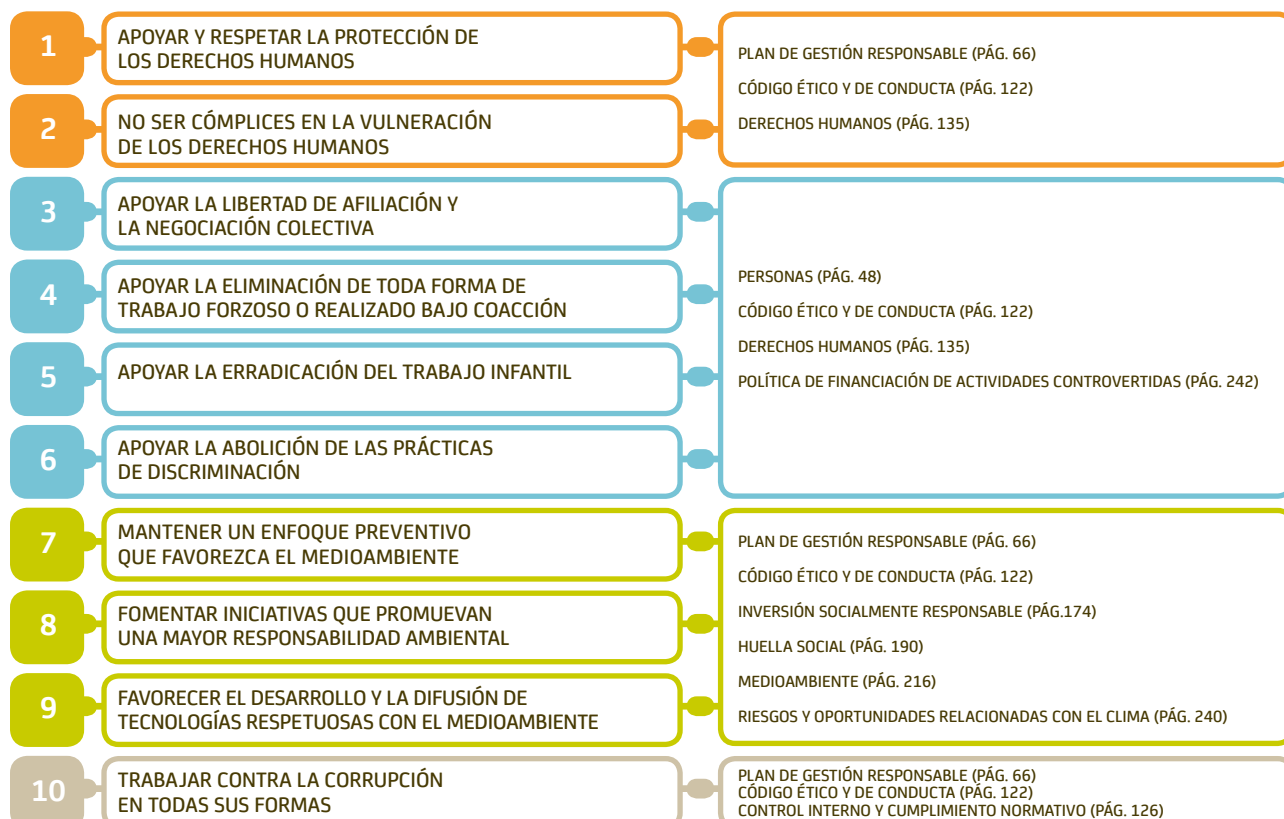 1
APOYAR Y RESPETAR LA PROTECCIÓN DE
LOS DERECHOS HUMANOS
2
NO SER CÓMPLICES EN LA VULNERACIÓN
DE LOS DERECHOS HUMANOS
PLAN DE GESTIÓN RESPONSABLE (PÁG. 66)
CÓDIGO ÉTICO Y DE CONDUCTA (PÁG. 122)
DERECHOS HUMANOS (PÁG. 135)
3
APOYAR LA LIBERTAD DE AFILIACIÓN Y
LA NEGOCIACIÓN COLECTIVA
4
APOYAR LA ELIMINACIÓN DE TODA FORMA DE
TRABAJO FORZOSO O REALIZADO BAJO COACCIÓN
5
APOYAR LA ERRADICACIÓN DEL TRABAJO INFANTIL
6
APOYAR LA ABOLICIÓN DE LAS PRÁCTICAS
DE DISCRIMINACIÓN
PERSONAS (PÁG. 48)
CÓDIGO ÉTICO Y DE CONDUCTA (PÁG. 122)
DERECHOS HUMANOS (PÁG. 135)
POLÍTICA DE FINANCIACIÓN DE ACTIVIDADES CONTROVERTIDAS (PÁG. 242)
7
MANTENER UN ENFOQUE PREVENTIVO
QUE FAVOREZCA EL MEDIOAMBIENTE
8
FOMENTAR INICIATIVAS QUE PROMUEVAN
UNA MAYOR RESPONSABILIDAD AMBIENTAL
9
FAVORECER EL DESARROLLO Y LA DIFUSIÓN DE
TECNOLOGÍAS RESPETUOSAS CON EL MEDIOAMBIENTE
PLAN DE GESTIÓN RESPONSABLE (PÁG. 66)
CÓDIGO ÉTICO Y DE CONDUCTA (PÁG. 122)
INVERSIÓN SOCIALMENTE RESPONSABLE (PÁG.174)
HUELLA SOCIAL (PÁG. 190)
MEDIOAMBIENTE (PÁG. 216)
RIESGOS Y OPORTUNIDADES RELACIONADAS CON EL CLIMA (PÁG. 240)
10
TRABAJAR CONTRA LA CORRUPCIÓN
EN TODAS SUS FORMAS
PLAN DE GESTIÓN RESPONSABLE (PÁG. 66)
CÓDIGO ÉTICO Y DE CONDUCTA (PÁG. 122)
CONTROL INTERNO Y CUMPLIMIENTO NORMATIVO (PÁG. 126)